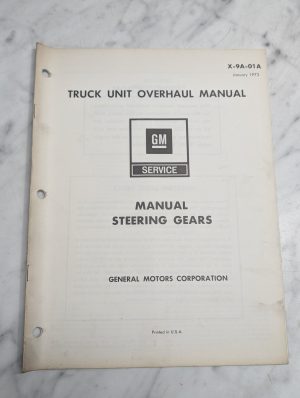 X-9A-01A
January 1973
TRUCK UNIT OVERHAUL MANUAL
GM
SERVICE
MANUAL
STEERING GEARS
GENERAL MOTORS CORPORATION
Printed in U.S.A.